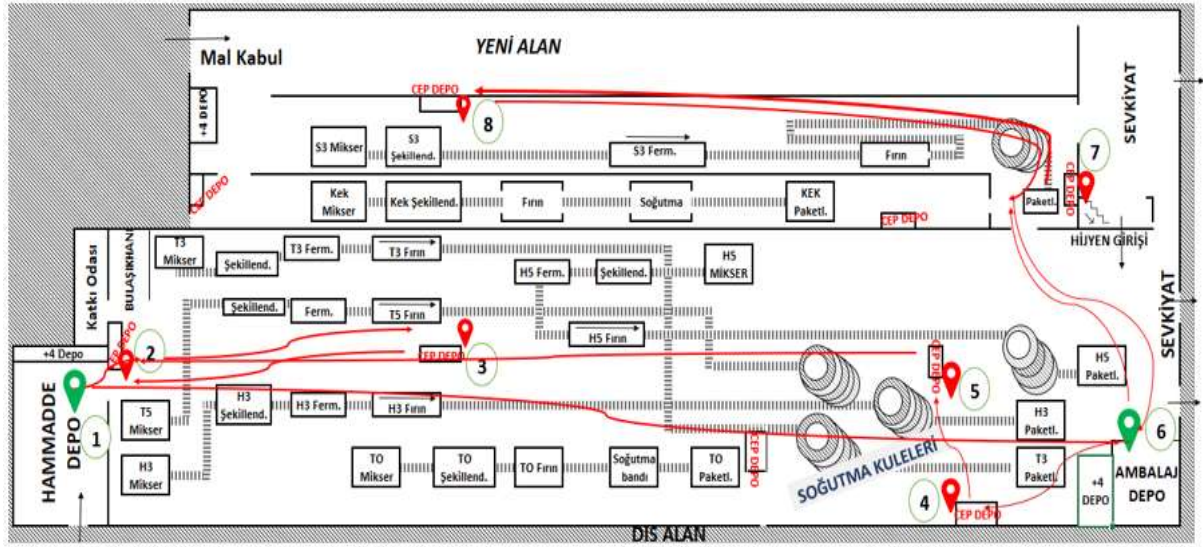 YENİ ALAN
Mal Kabul
SEVKİYAT
CEP DEPO
+4 DEPO
8
S3 Mikser
S3
Şekillend.
S3 Ferm.
Fırın
7
CEP DEPO
CEP DEPO
Kek
Mikser
Kek Şekillend.
Fırın
Soğutma
KEK
Paketl.
Paketl.
CEP DEPO
HİJYEN GİRİŞİ
Katkı Odası
BULAŞIKHANE
T3
Mikser
Şekillend.
T3 Ferm.
T3 Fırın
H5 Ferm.
Şekillend.
H5
MİKSER
SEVKİYAT
Şekillend.
Ferm.
T5 Fırın
H5 Fırın
+4 Depo
CEP DEPO
2
CEP DEPO
3
CEP DEPO
5
H5
Paketl.
HAMMADDE
DEPO
1
T5
Mikser
H3
Şekillend.
H3 Ferm.
H3 Fırın
H3
Paketl.
6
H3
Mikser
TO
Mikser
TO
Şekillend.
TO Fırın
Soğutma
bandı
TO
Paketl.
CEP DEPO
SOĞUTMA KULELERİ
T3
Paketl.
AMBALAJ
DEPO
+4
DEPO
4
CEP DEPO
DIS ALAN